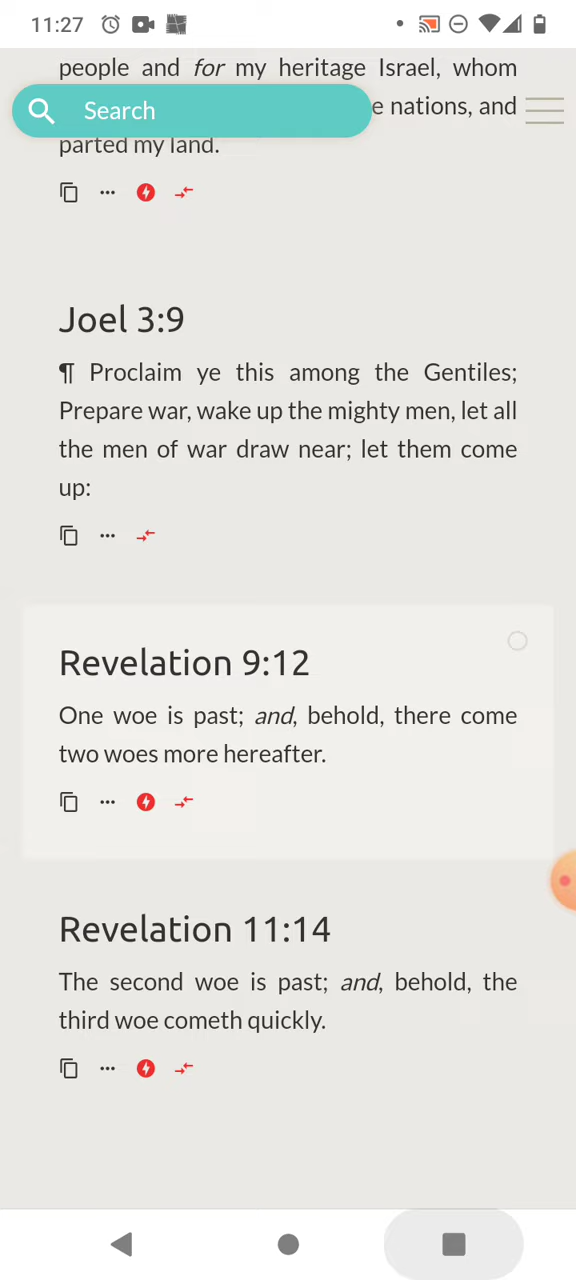 11:27
people and for my heritage Israel, whom
Search
e nations, and
parted my land.
Joel 3:9
¶ Proclaim ye this among the Gentiles;
Prepare war, wake up the mighty men, let all
the men of war draw near; let them come
up:
Revelation 9:12
One woe is past; and, behold, there come
two woes more hereafter.
Revelation 11:14
The second woe is past; and, behold, the
third woe cometh quickly.